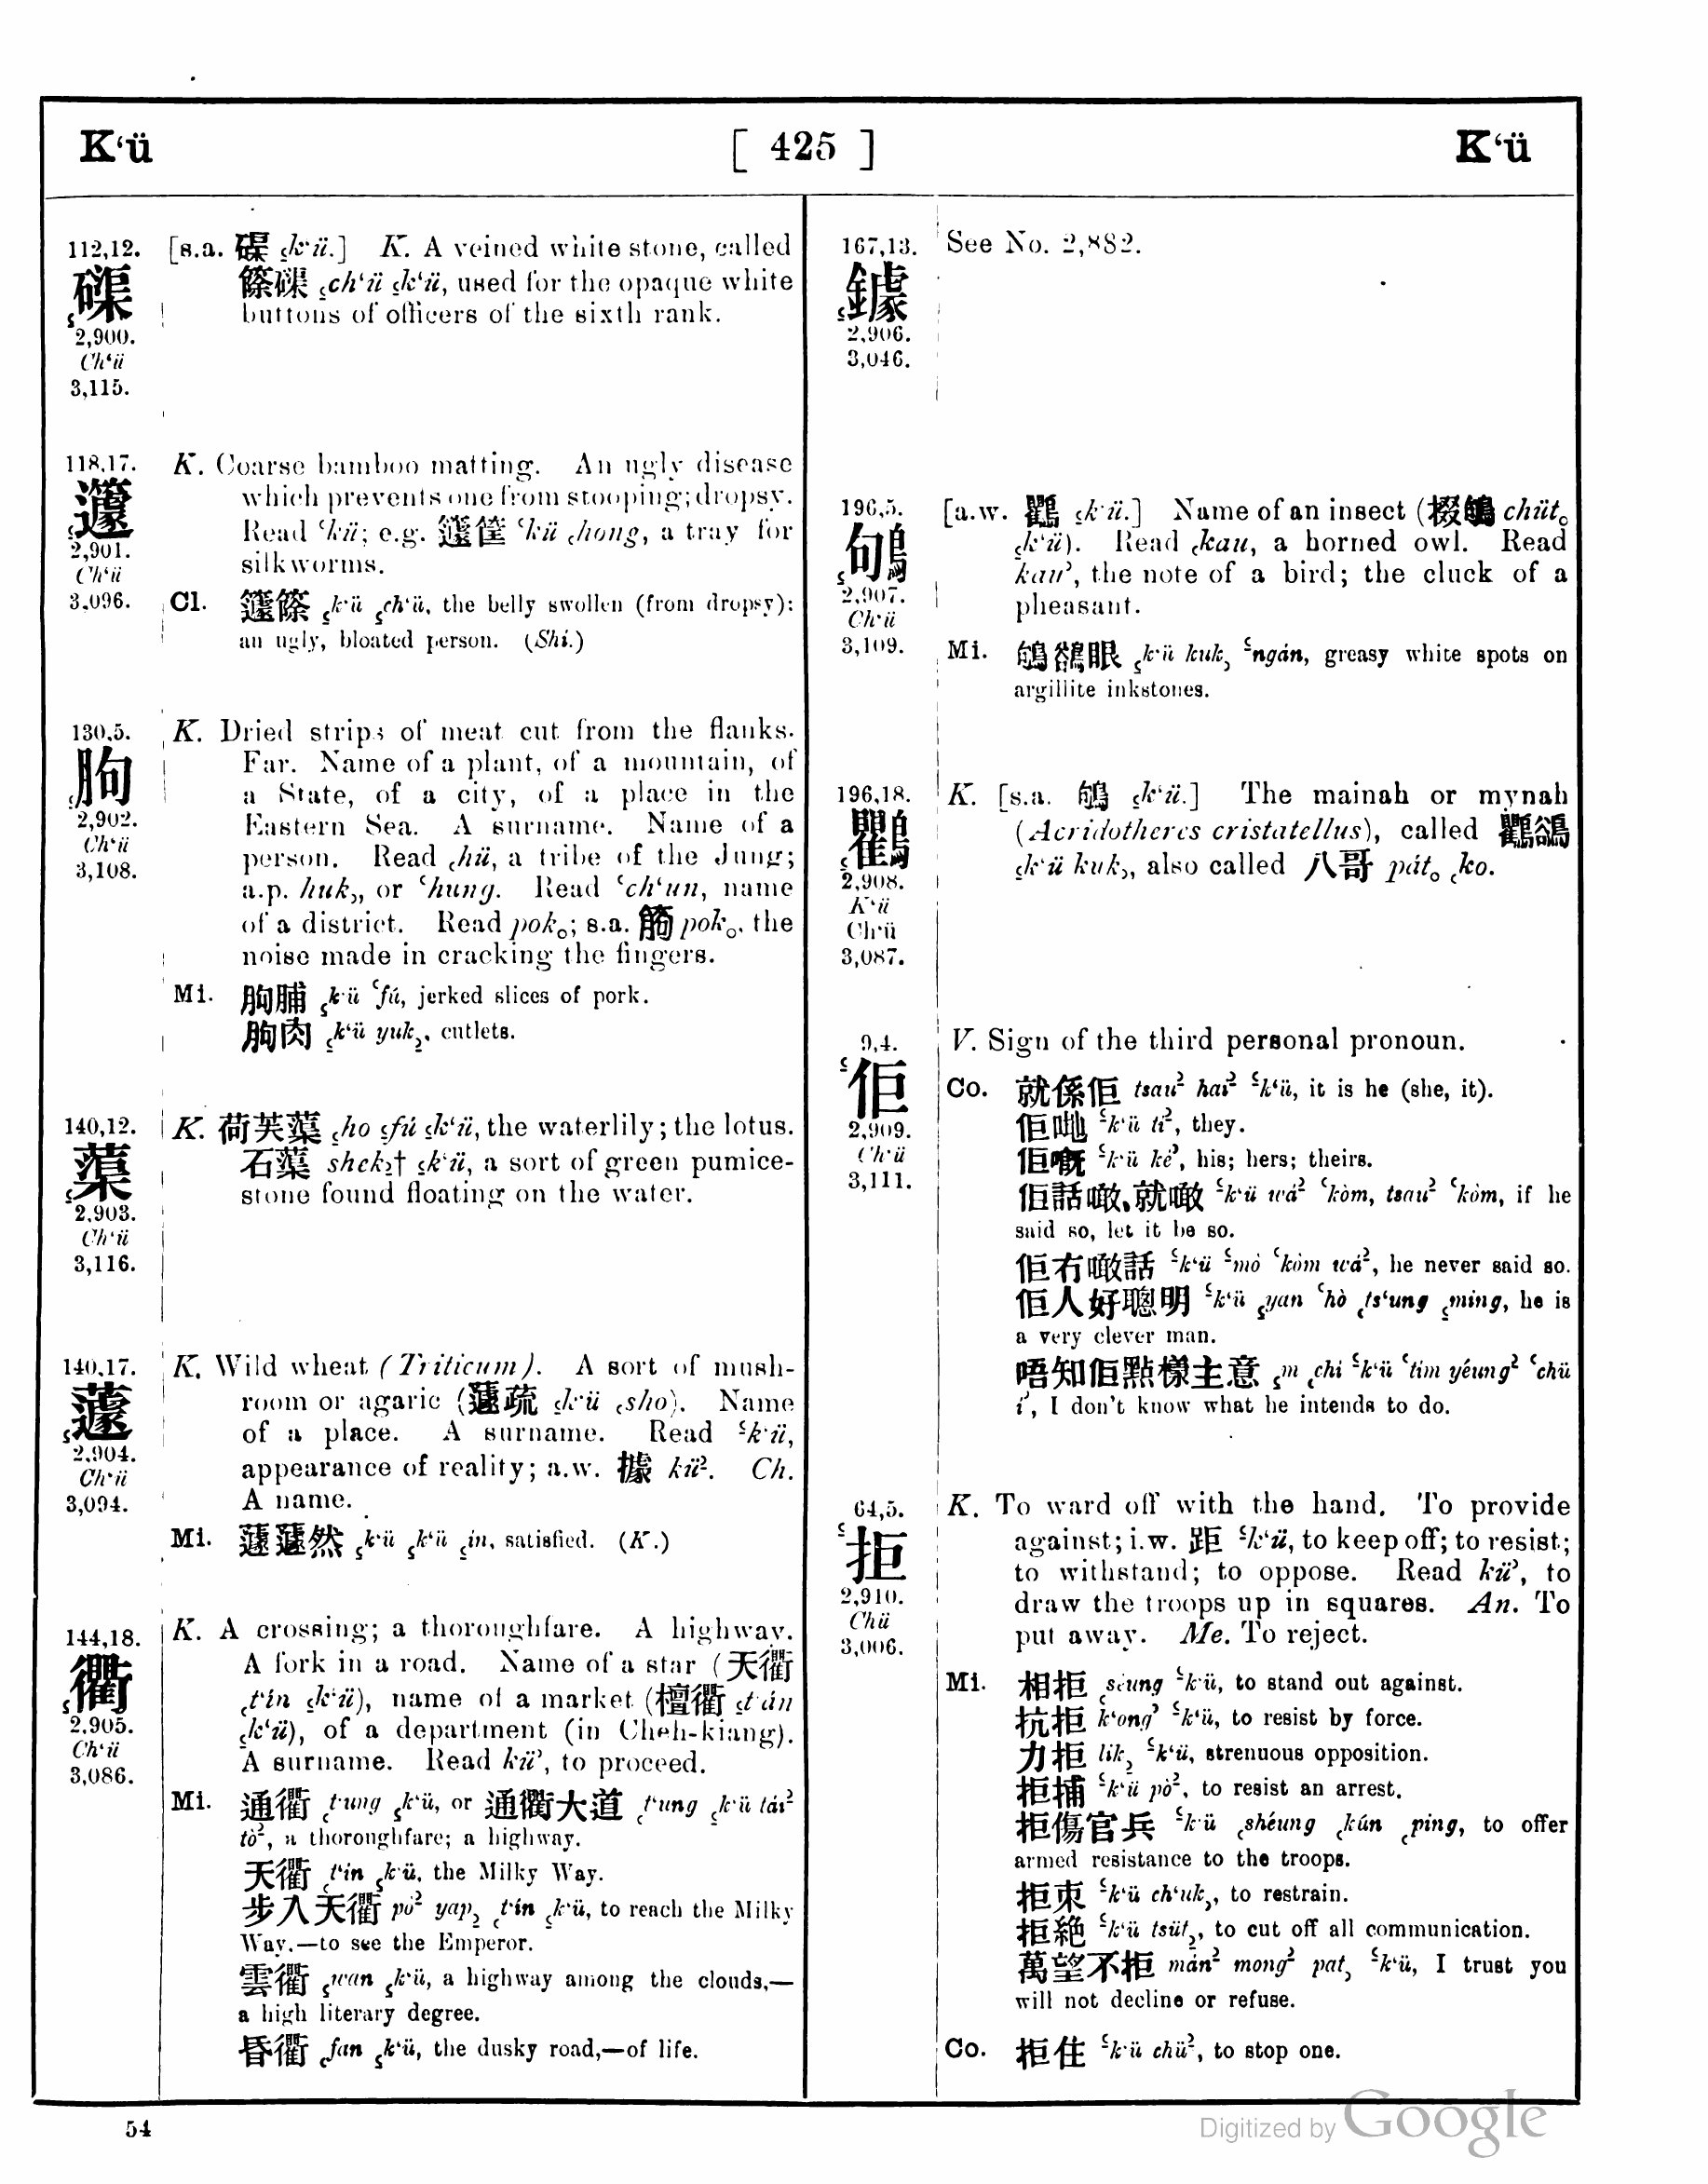 K‘ü [ 425 ] K‘ü
112,12.
磲
2,900.
Ch‘ü
3,115.
[s.a. 磲 ꜁k‘ü.] K. A veined white stone, called
篨磲 ꜁ch‘ü ꜁k‘ü, used for the opaque white
buttons of officers of the sixth rank.
118,17.
籧
2,901.
Ch‘ü
3,096.
K. Coarse bamboo matting. An ugly disease
which prevents one from stooping; dropsy.
Read ꜂kü; e.g. 籧筐 ꜂kü ꜀hong, a tray for
silkworms.
Cl. 籧篨 ꜁k‘ü ꜁ch‘ü, the belly swollen (from dropsy):
an ugly, bloated person. (Shi.)
130,5.
胊
2,902.
Ch‘ü
3,108.
K. Dried strips of meat cut from the flanks.
Far. Name of a plant, of a mountain, of
a State, of a city, of a place in the
Eastern Sea. A surname. Name of a
person. Read ꜀hü, a tribe of the Jung;
a.p. huk꜆, or ꜂hung. Read ꜂ch‘un, name
of a district. Read pok꜀; s.a. pok꜀, the
noise made in cracking the fingers.
Mi. 胊脯 ꜁k‘ü ꜂fú, jerked slices of pork.
胊肉 ꜁k‘ü yuk꜇, cutlets.
140,12.
蕖
2,903.
Ch‘ü
3,116.
K. 荷芙蕖 ꜁ho ꜁fú ꜁k‘ü, the waterlily; the lotus.
石蕖 shek꜇† ꜁k‘ü, a sort of green pumice-
stone found floating on the water.
140,17.
蘧
2,904.
Ch‘ü
3,094.
K. Wild wheat (Triticum). A sort of mush-
room or agaric (蘧疏 ꜁k‘ü ꜀sho). Name
of a place. A surname. Read ꜃k‘ü,
appearance of reality; a.w. 據 kü꜅. Ch.
A name.
Mi. 蘧蘧然 ꜁k‘ü ꜁k‘ü ꜁in, satisfied. (K.)
144,18.
衢
2,905.
Ch‘ü
3,086.
K. A crossing; a thoroughfare. A highway.
A fork in a road. Name of a star (天衢
꜀t‘in ꜁k‘ü), name of a market (檀衢 ꜁t‘án
꜁k‘ü), of a department (in Cheh-kiang).
A surname. Read kü꜄, to proceed.
Mi. 通衢 ꜀t‘ung ꜁k‘ü, or 通衢大道 ꜀t‘ung ꜁k‘ü tái꜅
tò꜅, a thoroughfare; a highway.
天衢 ꜀t‘in ꜁k‘ü, the Milky Way.
步入天衢 pò꜅ yap꜇ ꜀t‘in ꜁k‘ü, to reach the Milky
Way,—to see the Emperor.
雲衢 ꜁wan ꜁k‘ü, a highway among the clouds,—
a high literary degree.
昏衢 ꜀fan ꜁k‘ü, the dusky road,—of life.
54
167,13.
鐻
2,906.
3,046.
See No. 2,882.
196,5.
鴝
2,907.
Ch‘ü
3,109.
[a.w. 鸜 ꜁k‘ü.] Name of an insect (掇鴝 chüt꜀
꜁k‘ü). Read ꜀kau, a horned owl. Read
kau꜄, the note of a bird; the cluck of a
pheasant.
Mi. 鴝鵒眼 ꜁k‘ü kuk꜆ ꜃ngán, greasy white spots on
argillite inkstones.
196,18.
鸜
2,908.
K‘ü
Ch‘ü
3,087.
K. [s.a. 鴝 ꜁k‘ü.] The mainah or mynah
(Acridotheres cristatellus), called 鸜鵒
꜁k‘ü kuk꜆, also called 八哥 pát꜀ ꜀ko.
9,4.
佢
2,909.
Ch‘ü
3,111.
V. Sign of the third personal pronoun.
Co. 就係佢 tsau꜅ hai꜅ ꜃k‘ü, it is he (she, it).
佢哋 ꜃k‘ü ti꜅, they.
佢嘅 ꜃k‘ü ké꜄, his; hers; theirs.
佢話噉、就噉 ꜃k‘ü wá꜅ ꜂kòm, tsau꜅ ꜂kòm, if he
said so, let it be so.
佢冇噉話 ꜃k‘ü ꜃mò ꜂kòm wá꜅, he never said so.
佢人好聰明 ꜃k‘ü ꜁yan ꜂hò ꜀ts‘ung ꜁ming, he is
a very clever man.
唔知佢點樣主意 ꜁m ꜀chi ꜃k‘ü ꜂tim yéung꜅ ꜂chü
í꜄, I don't know what he intends to do.
64,5.
拒
2,910.
Chü
3,006.
K. To ward off with the hand. To provide
against; i.w. 距 ꜃k‘ü, to keep off; to resist;
to withstand; to oppose. Read kü꜄, to
draw the troops up in squares. An. To
put away. Me. To reject.
Mi. 相拒 ꜀séung ꜃k‘ü, to stand out against.
抗拒 k‘ong꜄ ꜃k‘ü, to resist by force.
力拒 lik꜇ ꜃k‘ü, strenuous opposition.
拒捕 ꜃k‘ü pò꜅, to resist an arrest.
拒傷官兵 ꜃k‘ü ꜀shéung ꜀kún ꜀ping, to offer
armed resistance to the troops.
拒束 ꜃k‘ü ch‘uk꜆, to restrain.
拒絕 ꜃k‘ü tsüt꜇, to cut off all communication.
萬望不拒 mán꜅ mong꜅ pat꜆ ꜃k‘ü, I trust you
will not decline or refuse.
Co. 拒住 ꜃k‘ü chü꜅, to stop one.
Digitized by Google